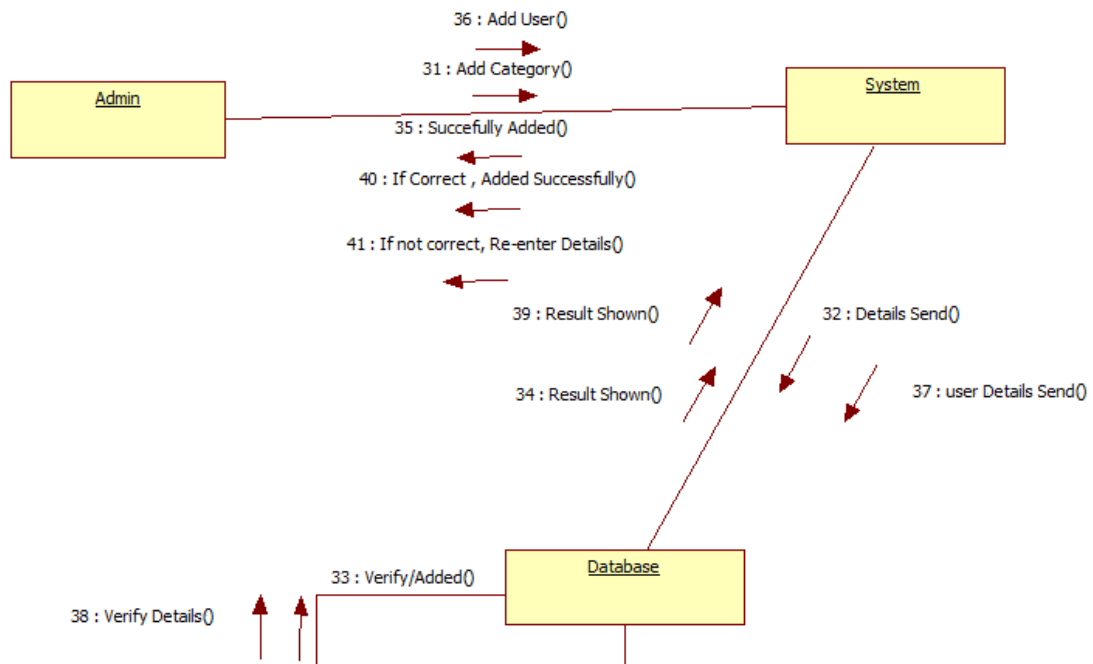 36 : Add User()
31 : Add Category()
Admin
System
35 : Succefully Added()
40 : If Correct , Added Successfully()
41 : If not correct, Re-enter Details()
39 : Result Shown()
32 : Details Send()
34 : Result Shown()
37 : user Details Send()
Database
33 : Verify/Added()
38 : Verify Details()